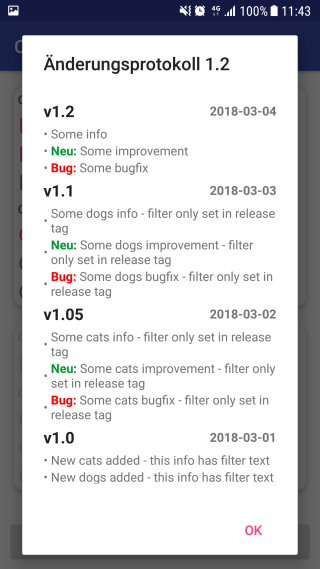 4G
100%
11:43
Änderungsprotokoll 1.2
v1.2
2018-03-04
• Some info
• Neu: Some improvement
• Bug: Some bugfix
v1.1
2018-03-03
• Some dogs info - filter only set in release
tag
• Neu: Some dogs improvement - filter
only set in release tag
• Bug: Some dogs bugfix - filter only set in
release tag
v1.05
2018-03-02
• Some cats info - filter only set in release
tag
• Neu: Some cats improvement - filter only
set in release tag
• Bug: Some cats bugfix - filter only set in
release tag
v1.0
2018-03-01
• New cats added - this info has filter text
• New dogs added - this info has filter text
OK